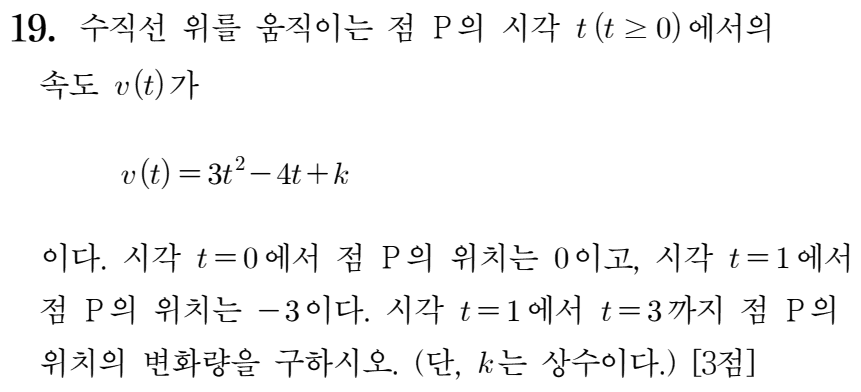 19. 수직선 위를 움직이는 점 P의 시각 t(t ≥ 0)에서의
속도 v(t)가
v(t) = 3t² − 4t + k
이다. 시각 t = 0에서 점 P의 위치는 0이고, 시각 t = 1에서
점 P의 위치는 −3이다. 시각 t = 1에서 t = 3까지 점 P의
위치의 변화량을 구하시오. (단, k는 상수이다.) [3점]